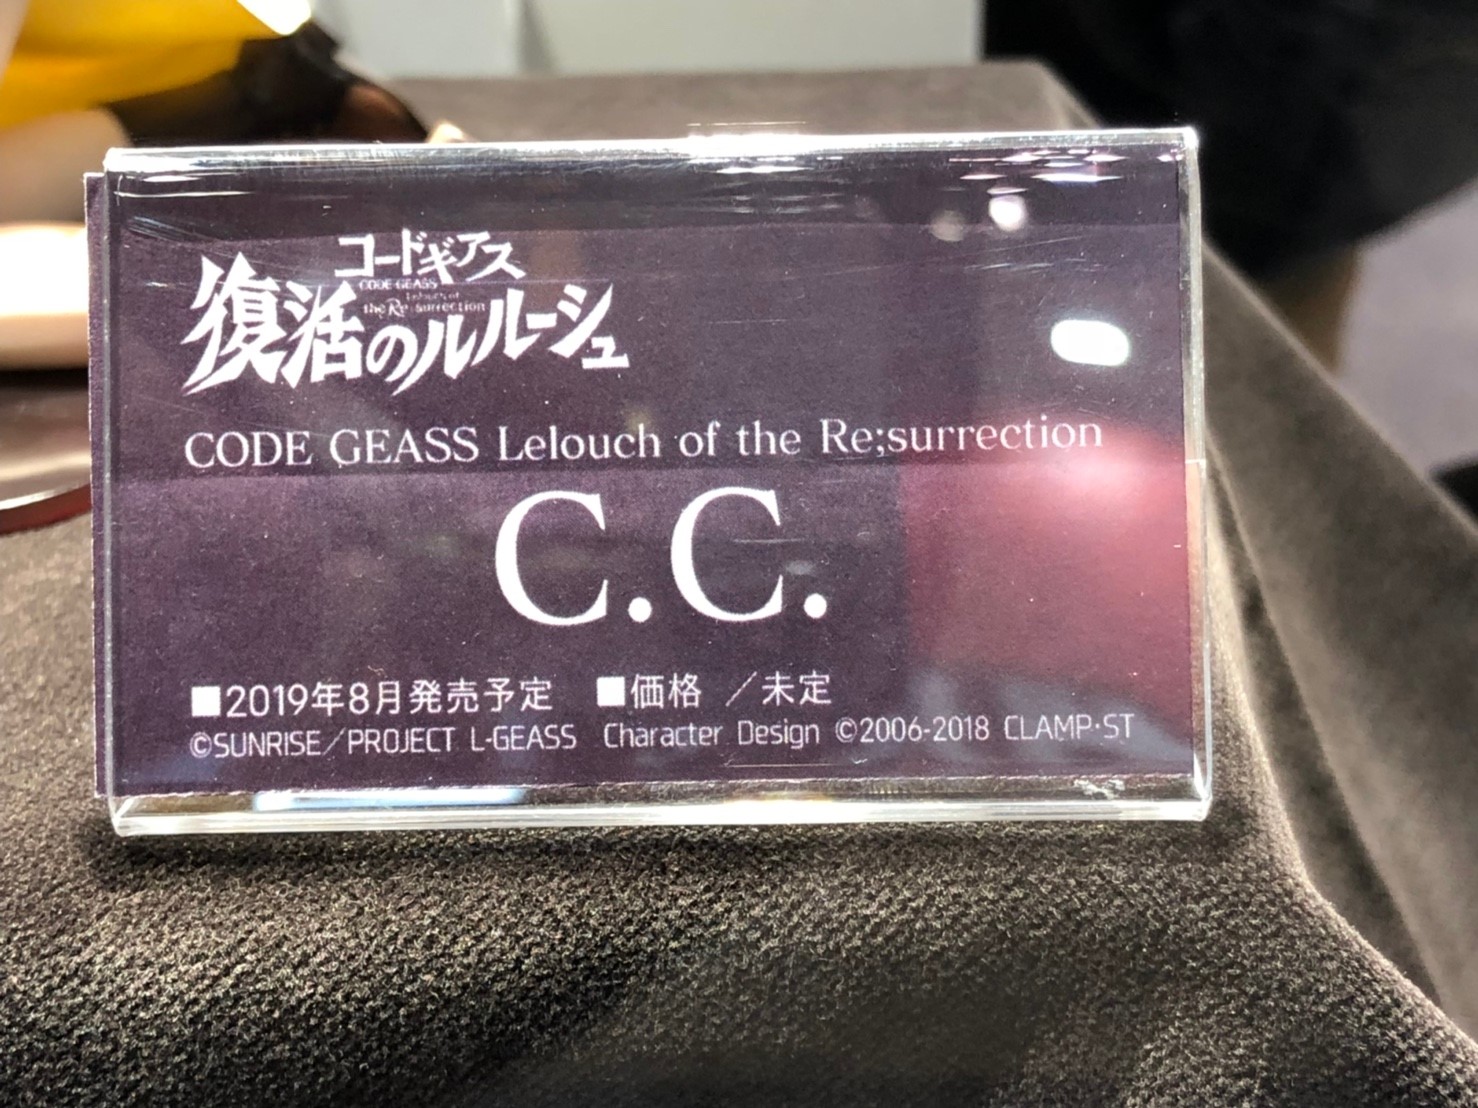 コードギアス
CODE GEASS
Lelouch of
the Re;surrection
復活のルルーシュ
CODE GEASS Lelouch of the Re;surrection
C.C.
■2019年8月発売予定 ■価格 ／未定
©SUNRISE／PROJECT L-GEASS Character Design ©2006-2018 CLAMP・ST